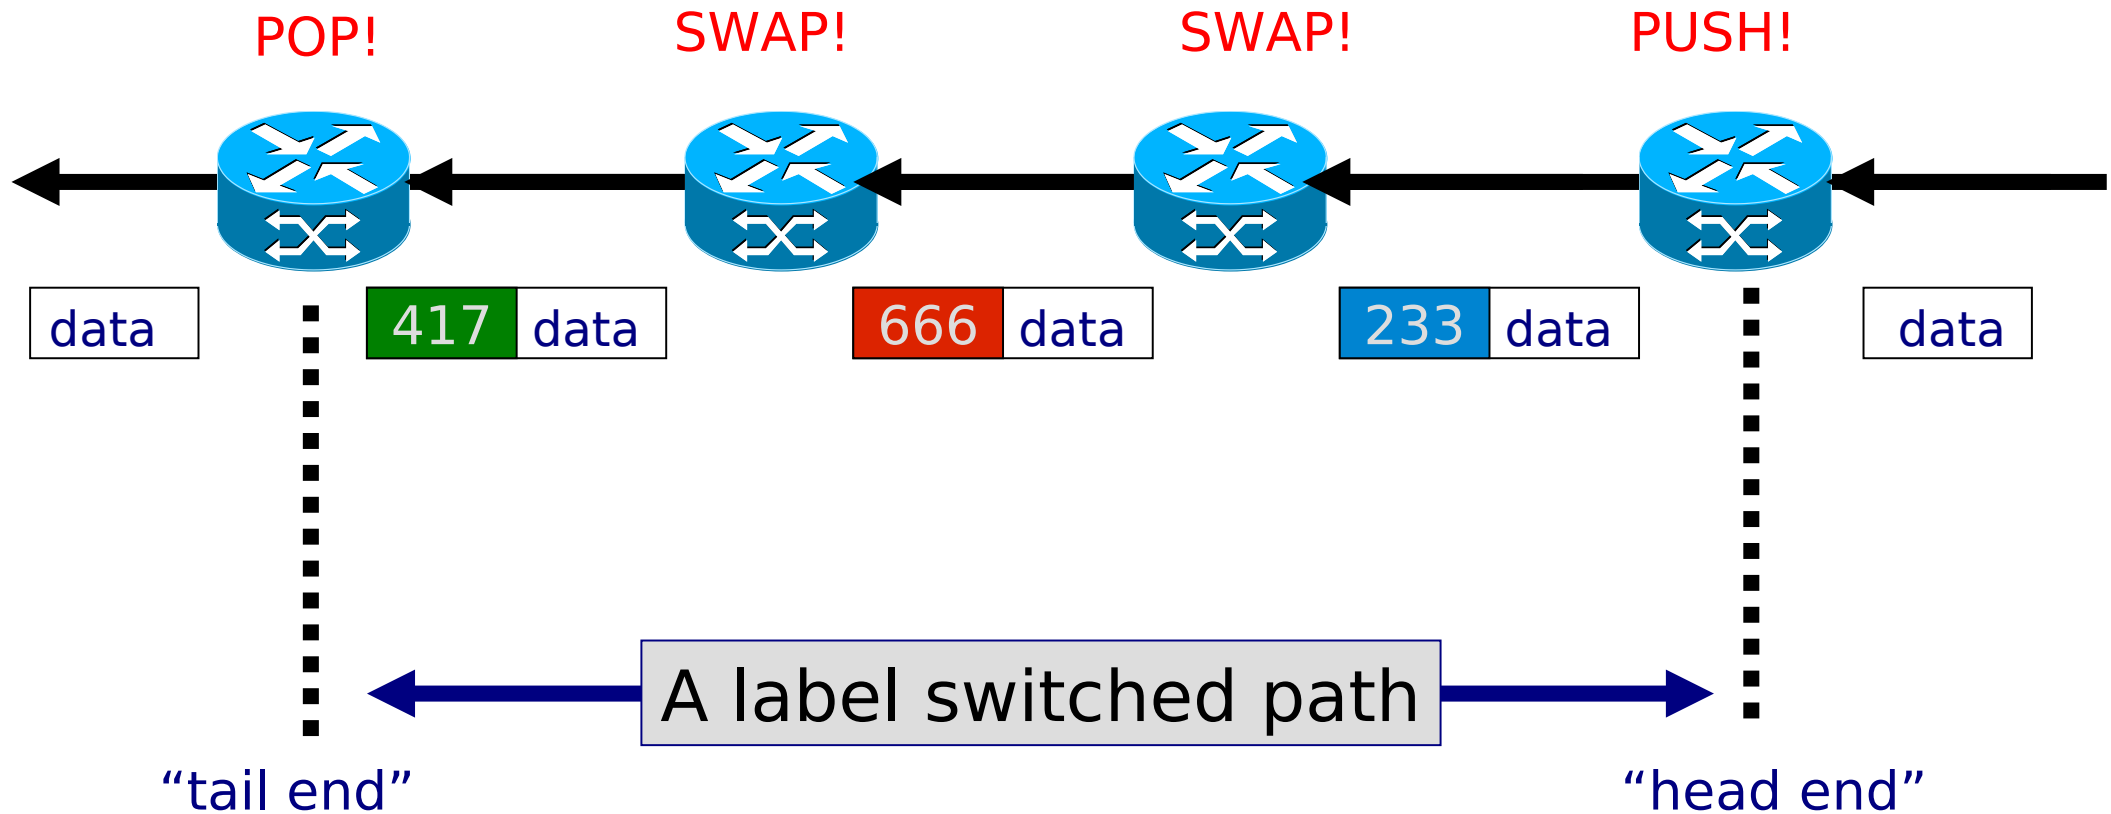 POP!
SWAP!
SWAP!
PUSH!
data
417 data
666 data
233 data
data
A label switched path
“tail end”
“head end”